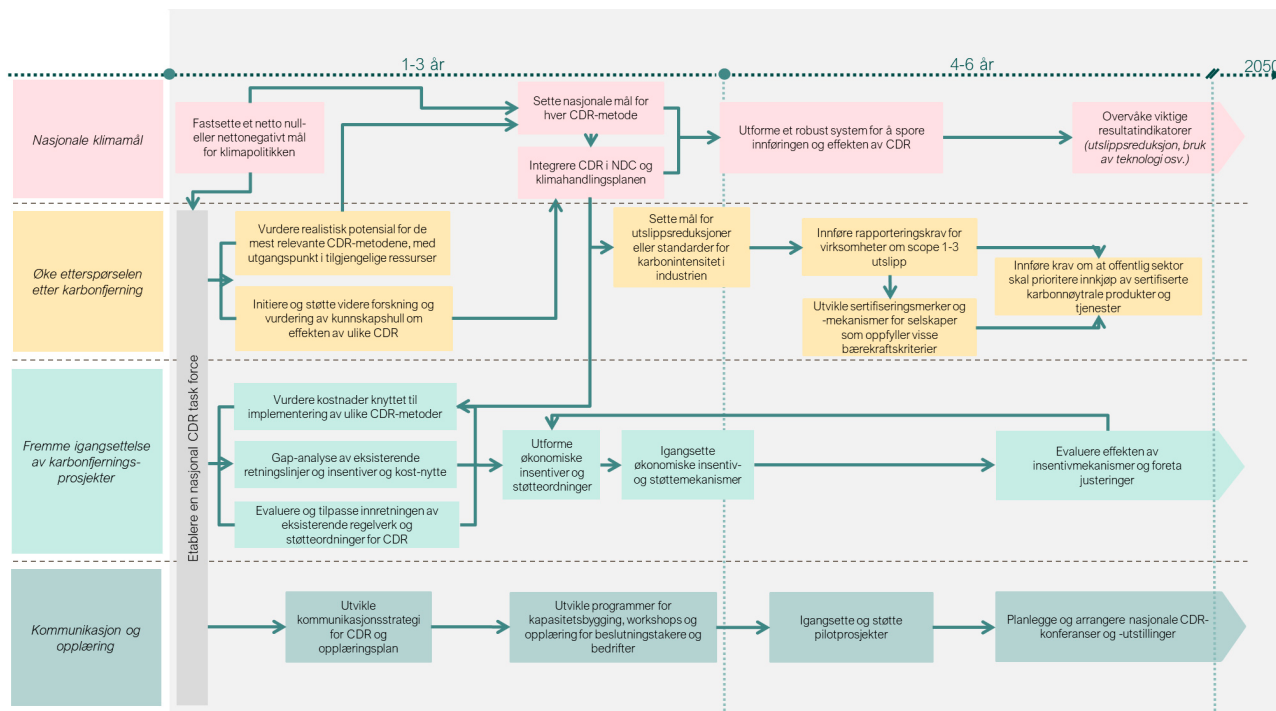 1-3 år
4-6 år
2050
Nasjonale klimamål
Fastsette et netto null-
eller nettonegativt mål
for klimapolitikken
Sette nasjonale mål for
hver CDR-metode
Integrere CDR i NDC og
klimahandlingsplanen
Utforme et robust system for å spore
innføringen og effekten av CDR
Overvåke viktige
resultatindikatorer
(utslippsreduksjon, bruk
av teknologi osv.)
Etablere en nasjonal CDR task force
Øke etterspørselen
etter karbonfjerning
Vurdere realistisk potensial for de
mest relevante CDR-metodene, med
utgangspunkt i tilgjengelige ressurser
Initiere og støtte videre forskning og
vurdering av kunnskapshull om
effekten av ulike CDR
Sette mål for
utslippsreduksjoner
eller standarder for
karbonintensitet i
industrien
Innføre rapporteringskrav for
virksomheter om scope 1-3
utslipp
Utvikle sertifiseringsmerker og
-mekanismer for selskaper
som oppfyller visse
bærekraftskriterier
Innføre krav om at offentlig sektor
skal prioritere innkjøp av sertifiserte
karbonnøytrale produkter og
tjenester
Fremme igangsettelse
av karbonfjernings-
prosjekter
Vurdere kostnader knyttet til
implementering av ulike CDR-metoder
Gap-analyse av eksisterende
retningslinjer og insentiver og kost-nytte
Evaluere og tilpasse innretningen av
eksisterende regelverk og
støtteordninger for CDR
Utforme
økonomiske
insentiver og
støtteordninger
Igangsette
økonomiske insentiv-
og støttemekanismer
Evaluere effekten av
insentivmekanismer og foreta
justeringer
Kommunikasjon og
opplæring
Utvikle
kommunikasjonsstrategi
for CDR og
opplæringsplan
Utvikle programmer for
kapasitetsbygging, workshops og
opplæring for beslutningstakere og
bedrifter
Igangsette og støtte
pilotprosjekter
Planlegge og arrangere nasjonale CDR-
konferanser og -utstillinger